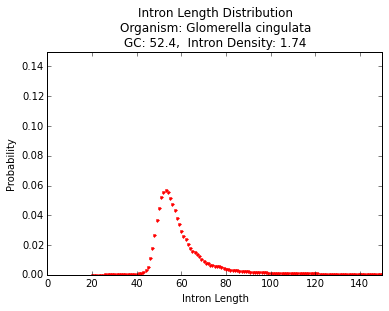 Intron Length Distribution
Organism: Glomerella cingulata
GC: 52.4,  Intron Density: 1.74
0.14
0.12
0.10
0.08
0.06
0.04
0.02
0.00
Probability
0 20 40 60 80 100 120 140
Intron Length